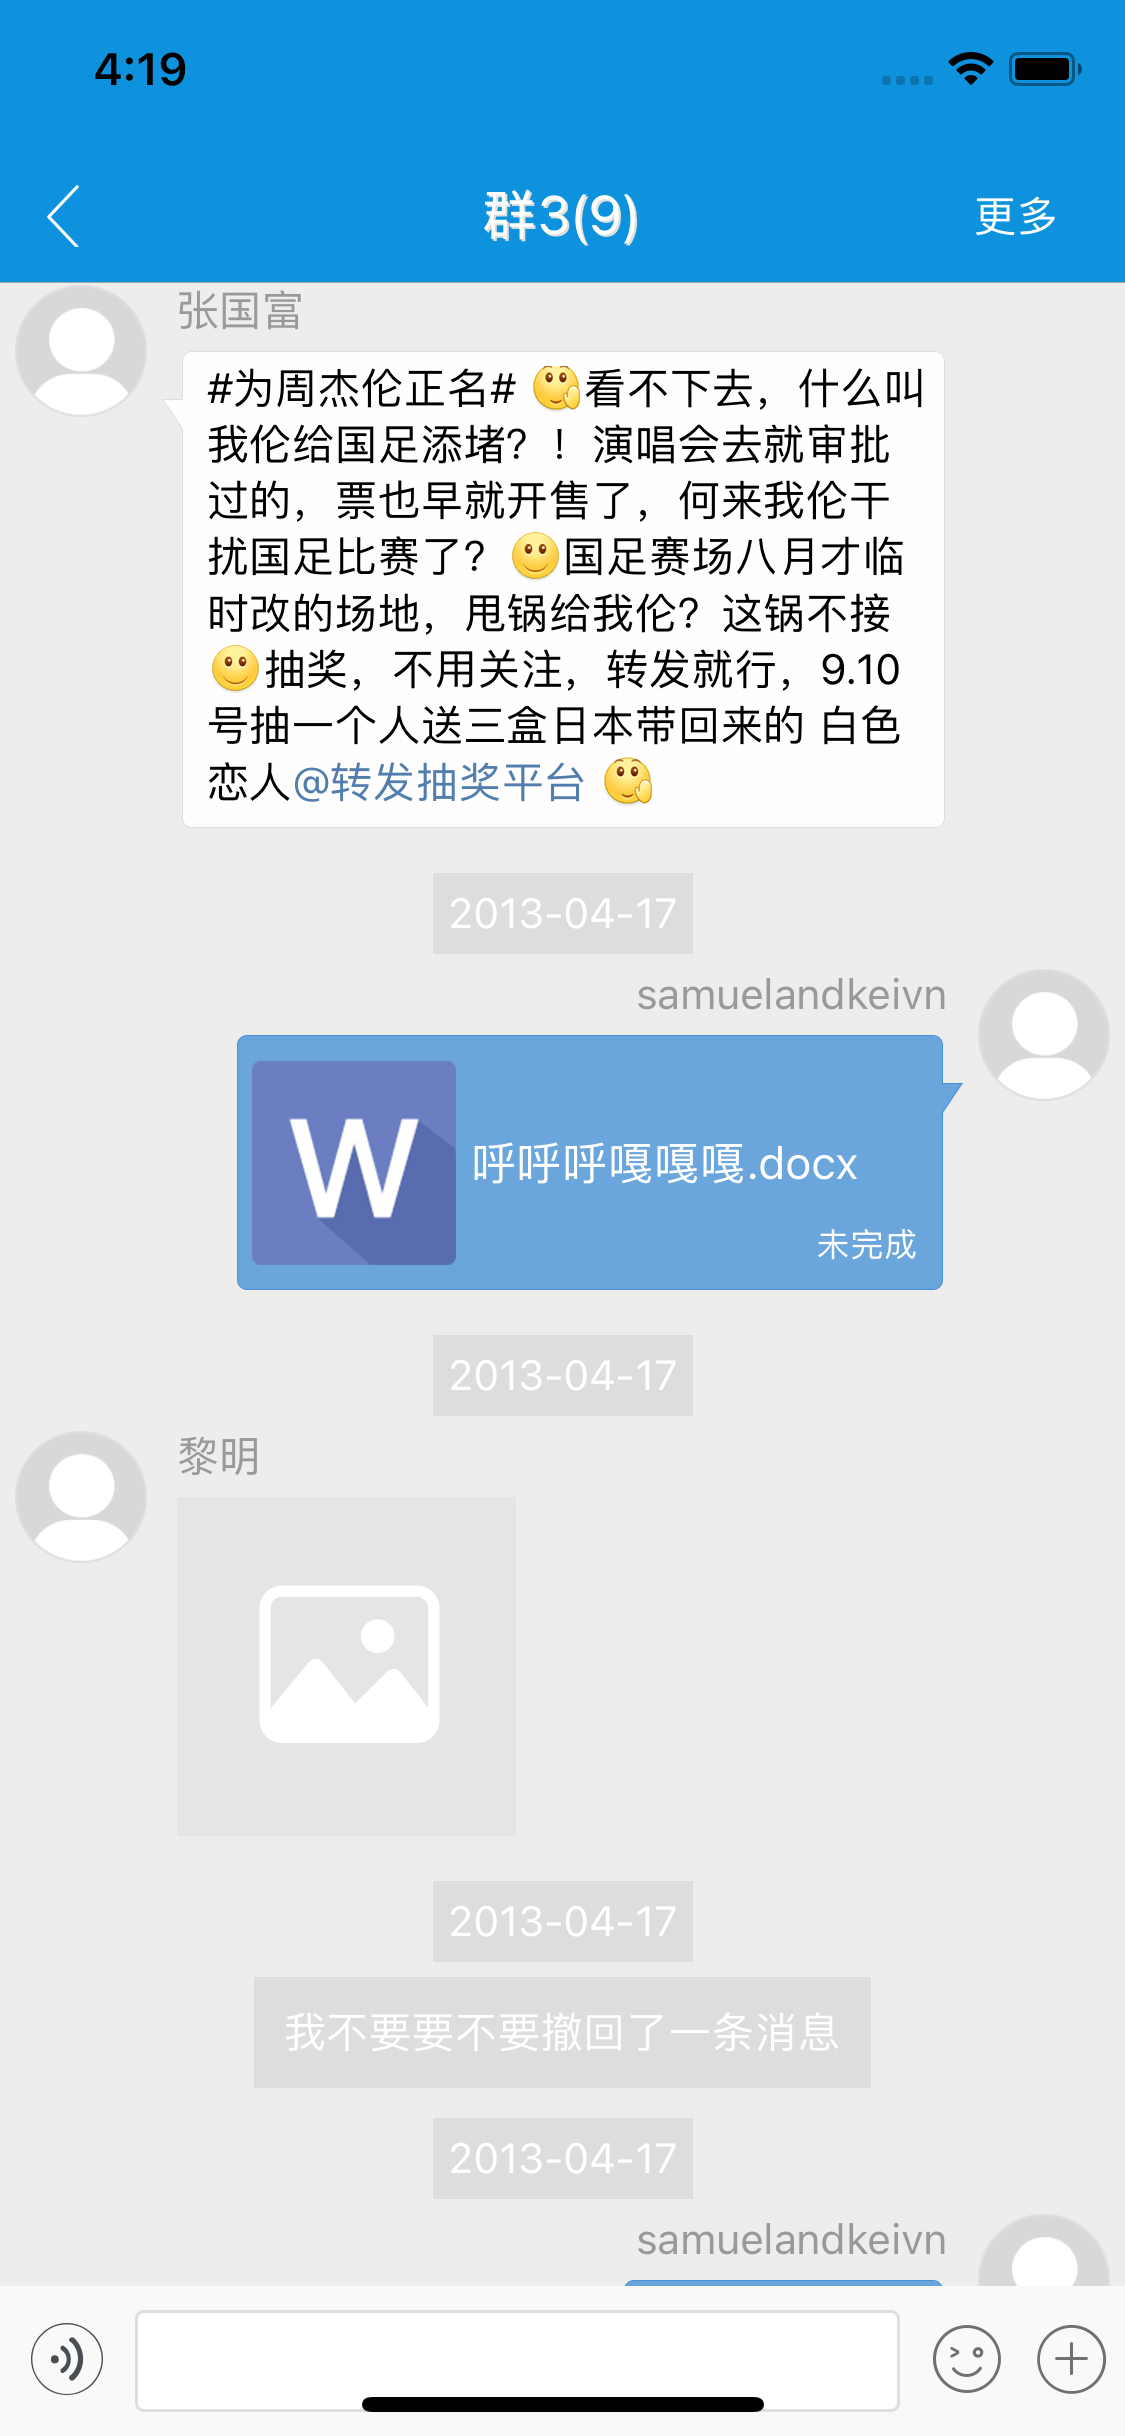 4:19
群3(9)
更多
张国富
#为周杰伦正名# 🤔看不下去，什么叫
我伦给国足添堵？！演唱会去就审批
过的，票也早就开售了，何来我伦干
扰国足比赛了？🙂国足赛场八月才临
时改的场地，甩锅给我伦？这锅不接
🙂抽奖，不用关注，转发就行，9.10
号抽一个人送三盒日本带回来的 白色
恋人@转发抽奖平台 🤔
2013-04-17
samuelandkeivn
W
呼呼呼嘎嘎嘎.docx
未完成
2013-04-17
黎明
2013-04-17
我不要要不要撤回了一条消息
2013-04-17
samuelandkeivn